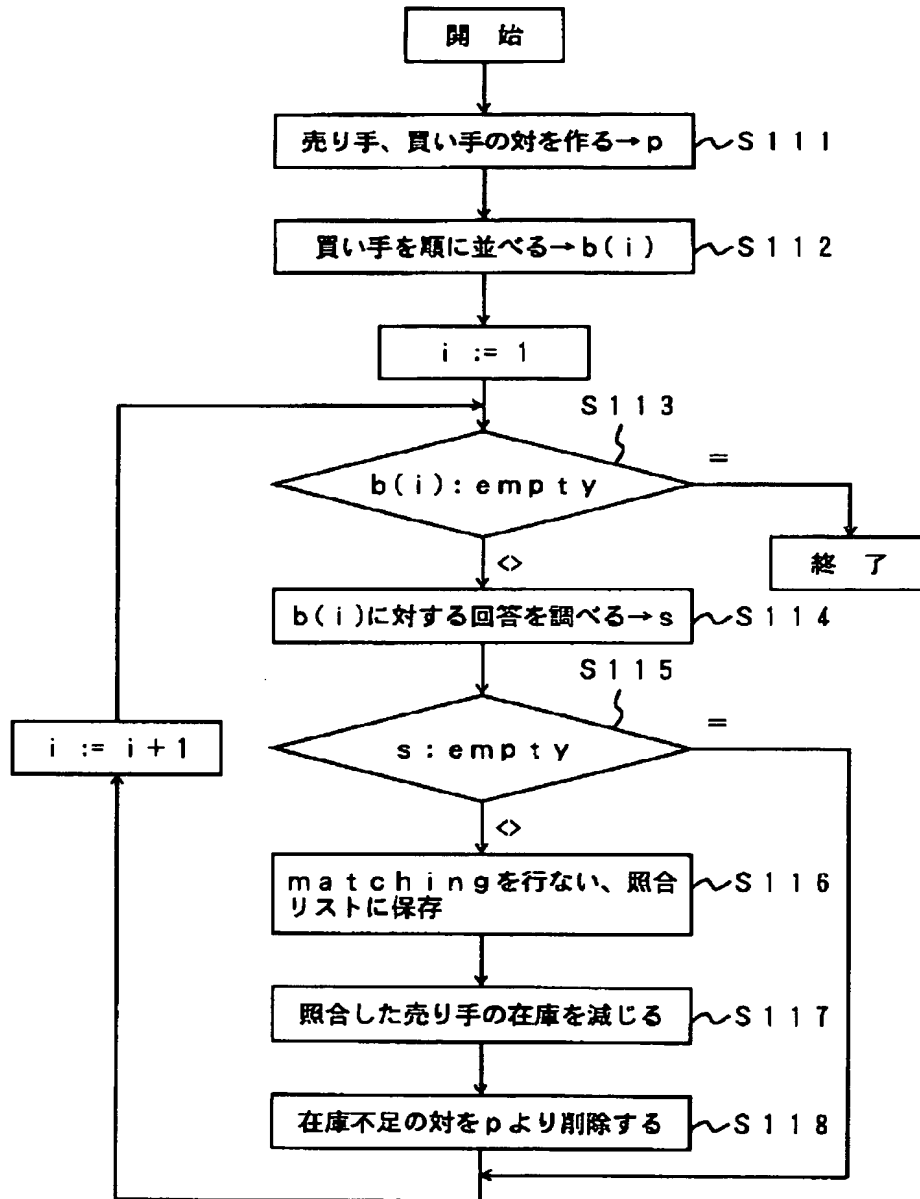 開 始
売り手、買い手の対を作る→p
S111
買い手を順に並べる→b(i)
S112
i := 1
S113
b(i):empty
=
<>
終 了
b(i)に対する回答を調べる→s
S114
S115
s:empty
=
i := i+1
<>
matchingを行ない、照合
リストに保存
S116
照合した売り手の在庫を減じる
S117
在庫不足の対をpより削除する
S118